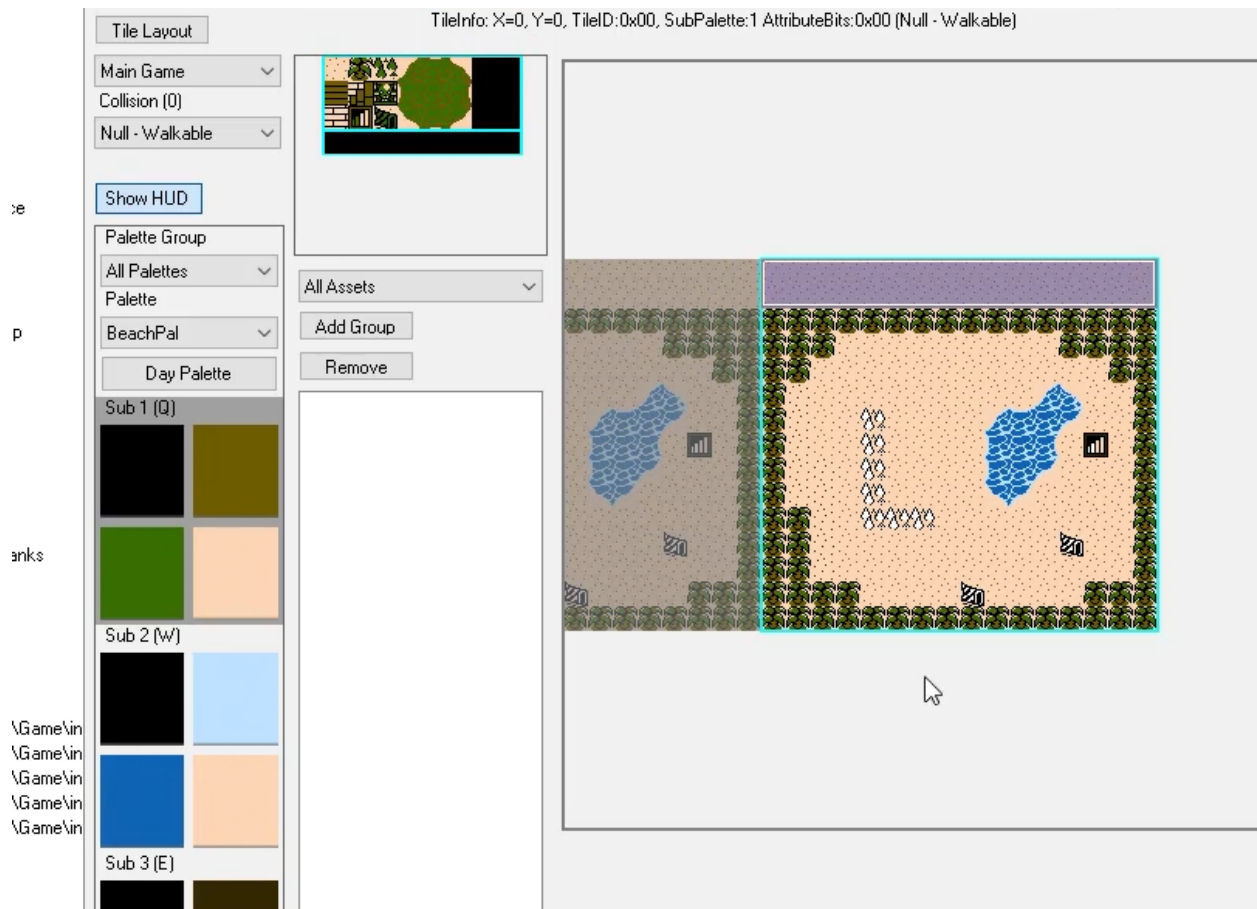 TileInfo: X=0, Y=0, TileID:0x00, SubPalette:1 AttributeBits:0x00 (Null - Walkable)
Tile Layout
Main Game
Collision (0)
Null - Walkable
Show HUD
Palette Group
All Palettes
Palette
BeachPal
Day Palette
Sub 1 (Q)
Sub 2 (W)
Sub 3 (E)
All Assets
Add Group
Remove
p
anks
\Game\in
\Game\in
\Game\in
\Game\in
\Game\in